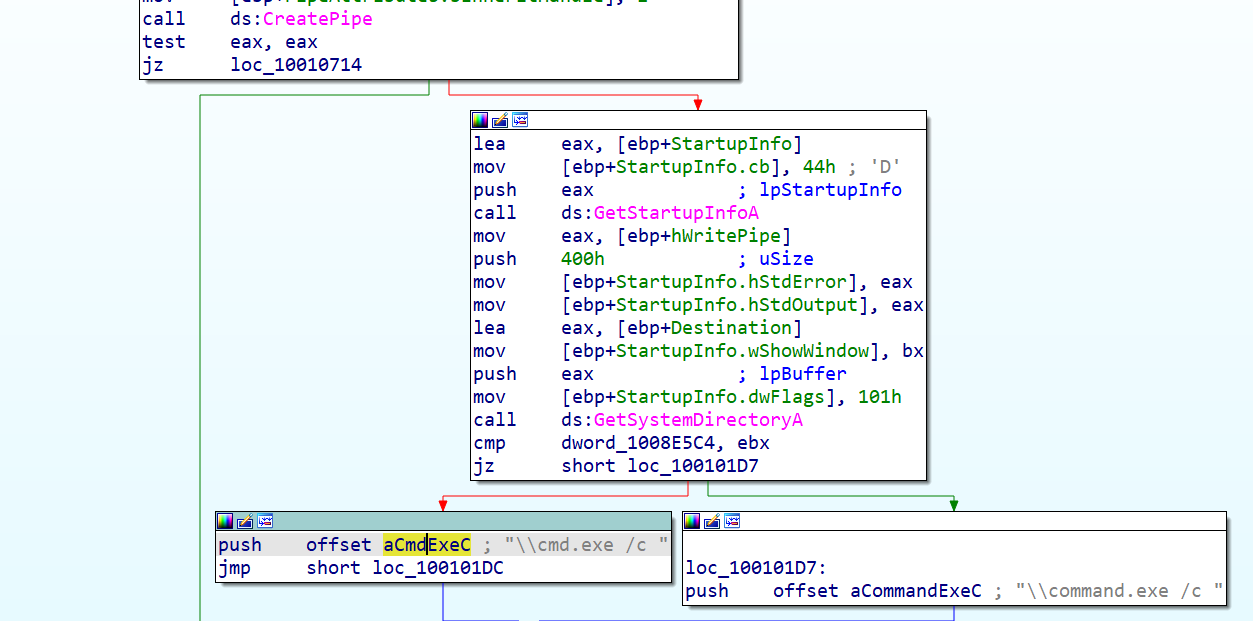 call ds:CreatePipe
test eax, eax
jz loc_10010714
lea eax, [ebp+StartupInfo]
mov [ebp+StartupInfo.cb], 44h ; 'D'
push eax ; lpStartupInfo
call ds:GetStartupInfoA
mov eax, [ebp+hWritePipe]
push 400h ; uSize
mov [ebp+StartupInfo.hStdError], eax
mov [ebp+StartupInfo.hStdOutput], eax
lea eax, [ebp+Destination]
mov [ebp+StartupInfo.wShowWindow], bx
push eax ; lpBuffer
mov [ebp+StartupInfo.dwFlags], 101h
call ds:GetSystemDirectoryA
cmp dword_1008E5C4, ebx
jz short loc_100101D7
push offset aCmdExeC ; "\\cmd.exe /c "
jmp short loc_100101DC
loc_100101D7:
push offset aCommandExeC ; "\\command.exe /c "